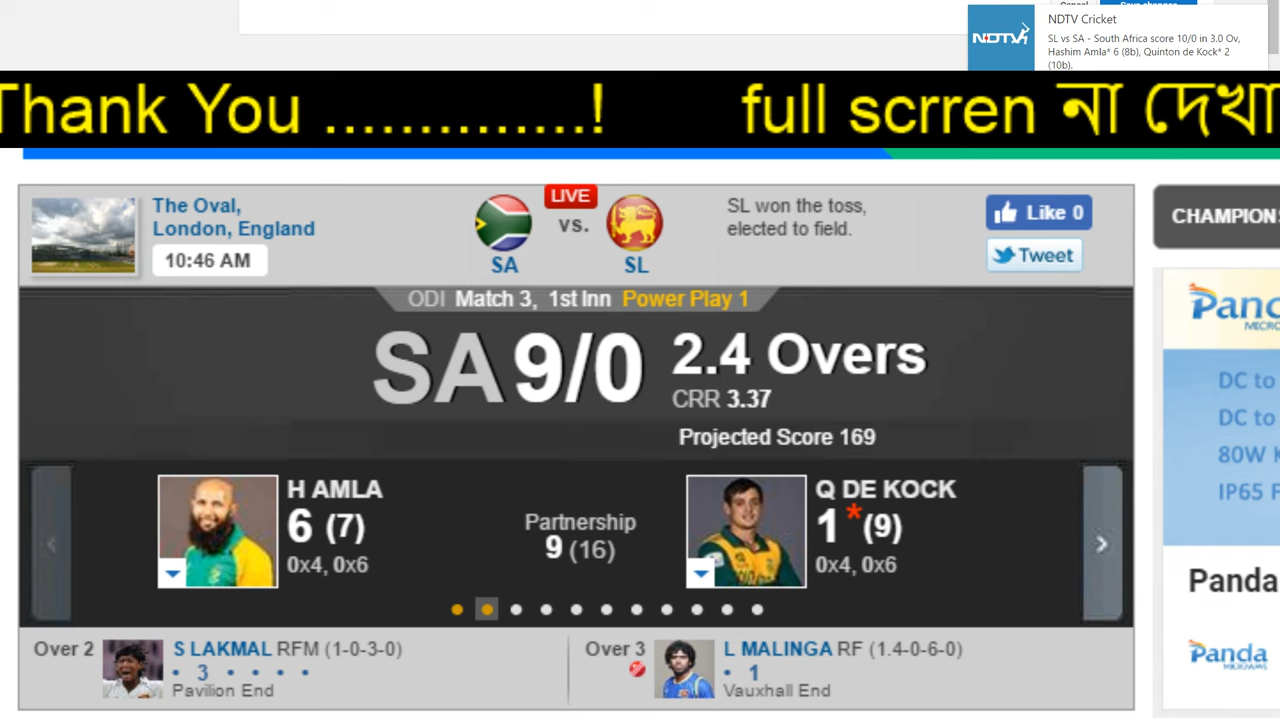 NDTV Cricket
NDTV
SL vs SA - South Africa score 10/0 in 3.0 Ov,
Hashim Amla* 6 (8b), Quinton de Kock* 2
(10b).
Thank You ..............! full scrren না দেখা
The Oval,
London, England
10:46 AM
LIVE
vs.
SA
SL
SL won the toss,
elected to field.
Like 0
Tweet
CHAMPION
ODI Match 3, 1st Inn Power Play 1
SA 9/0
2.4 Overs
CRR 3.37
Projected Score 169
H AMLA
6 (7)
0x4, 0x6
Partnership
9 (16)
Q DE KOCK
1* (9)
0x4, 0x6
Over 2
S LAKMAL RFM (1-0-3-0)
• 3 • • • •
Pavilion End
Over 3
L MALINGA RF (1.4-0-6-0)
• 1
Vauxhall End
DC to
DC to
80W
IP65
Panda
Panda
MICROWAVE